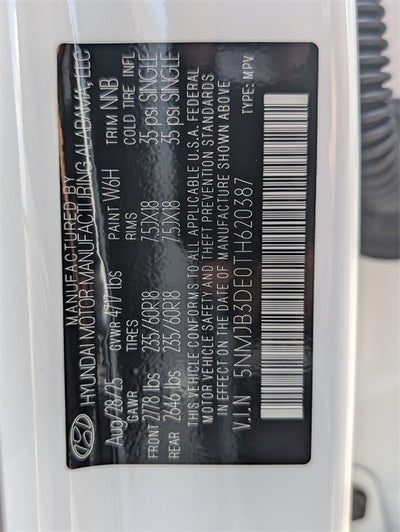 MANUFACTURED BY
HYUNDAI MOTOR MANUFACTURING ALABAMA, LLC
Aug/28/25 GVWR 4717 lbs PAINT W6H TRIM NNB
GAWR TIRES RIMS COLD TIRE INFL
FRONT 2778 lbs 235/60R18 7.5JX18 35 psi SINGLE
REAR 2646 lbs 235/60R18 7.5JX18 35 psi SINGLE
THIS VEHICLE CONFORMS TO ALL APPLICABLE U.S.A. FEDERAL
MOTOR VEHICLE SAFETY AND THEFT PREVENTION STANDARDS
IN EFFECT ON THE DATE OF MANUFACTURE SHOWN ABOVE
V.I.N 5NMJB3DE0TH620387
TYPE: MPV